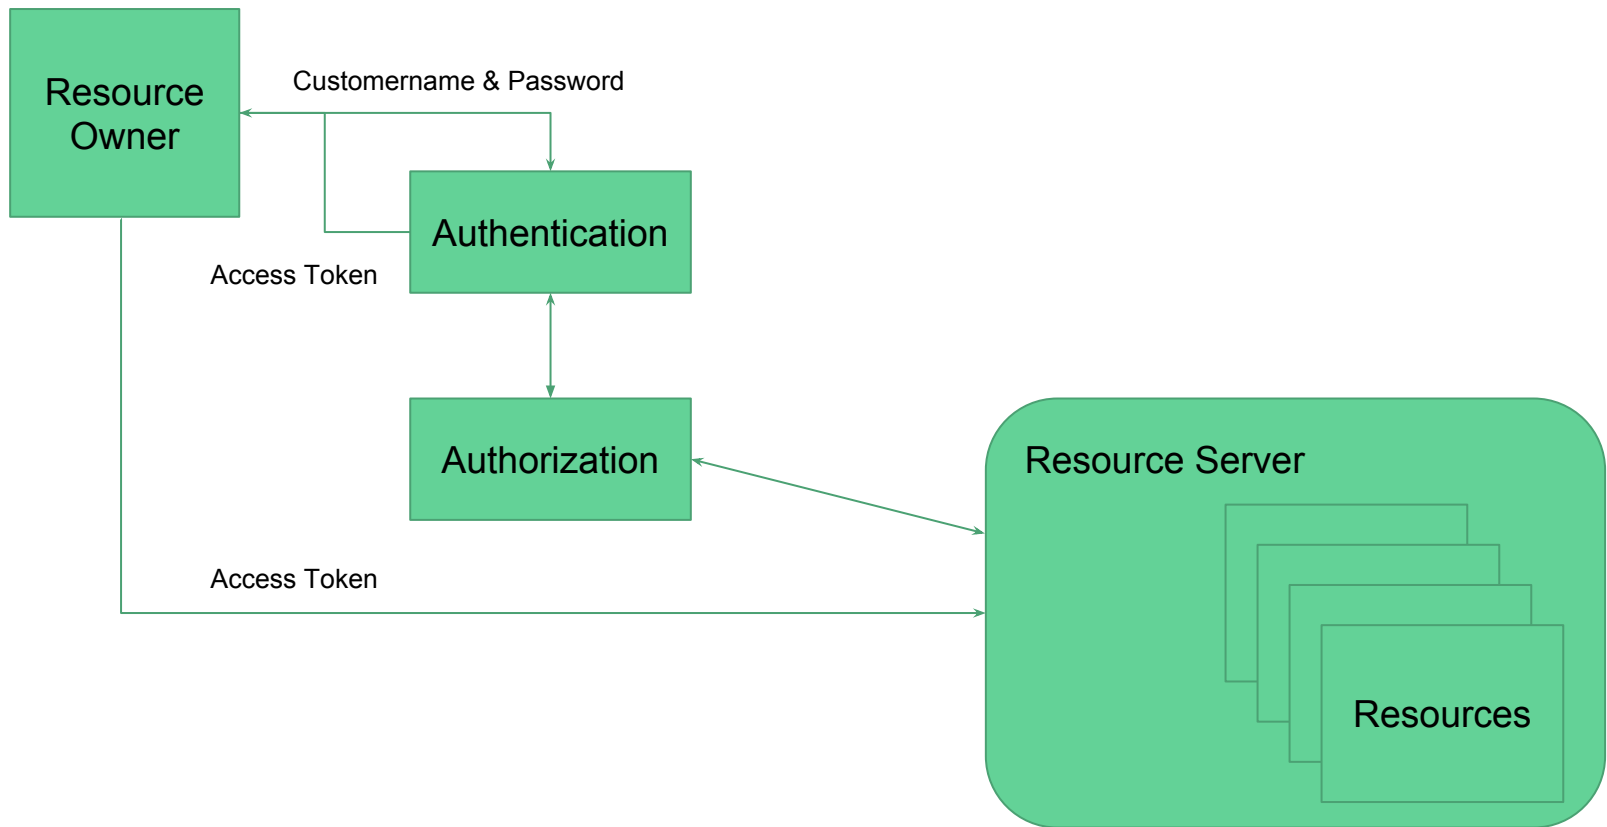 Resource
Owner
Customername & Password
Authentication
Access Token
Authorization
Resource Server
Access Token
Resources